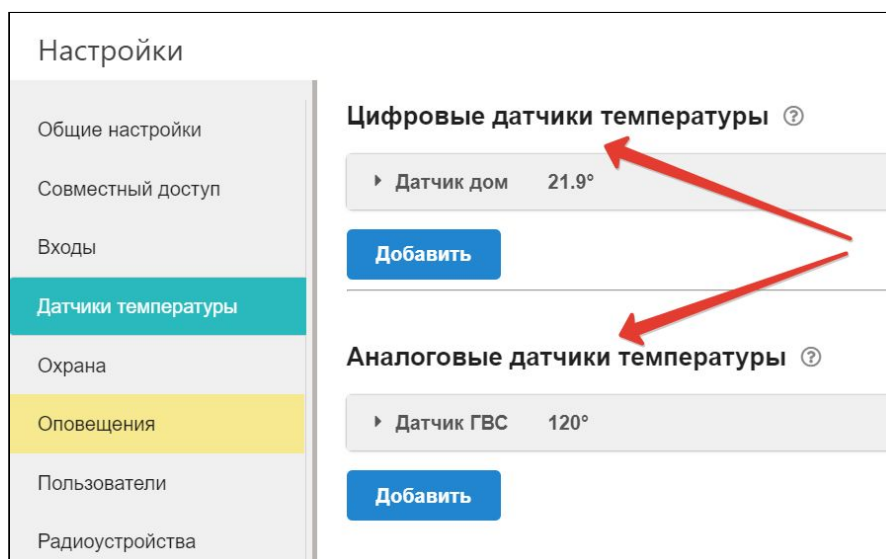 Настройки
Общие настройки
Совместный доступ
Входы
Датчики температуры
Охрана
Оповещения
Пользователи
Радиоустройства
Цифровые датчики температуры ?
Датчик дом 21.9°
Добавить
Аналоговые датчики температуры ?
Датчик ГВС 120°
Добавить